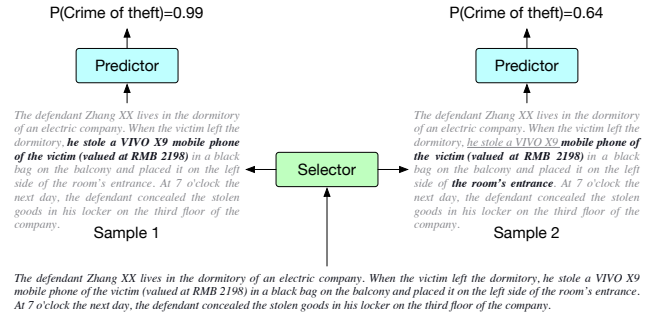 P(Crime of theft)=0.99
P(Crime of theft)=0.64
Predictor
Predictor
The defendant Zhang XX lives in the dormitory
of an electric company. When the victim left the
dormitory, he stole a VIVO X9 mobile phone
of the victim (valued at RMB 2198) in a black
bag on the balcony and placed it on the left
side of the room's entrance. At 7 o'clock the
next day, the defendant concealed the stolen
goods in his locker on the third floor of the
company.
Sample 1
Selector
The defendant Zhang XX lives in the dormitory
of an electric company. When the victim left the
dormitory, he stole a VIVO X9 mobile phone of
the victim (valued at RMB 2198) in a black
bag on the balcony and placed it on the left
side of the room's entrance. At 7 o'clock the
next day, the defendant concealed the stolen
goods in his locker on the third floor of the
company.
Sample 2
The defendant Zhang XX lives in the dormitory of an electric company. When the victim left the dormitory, he stole a VIVO X9
mobile phone of the victim (valued at RMB 2198) in a black bag on the balcony and placed it on the left side of the room's entrance.
At 7 o'clock the next day, the defendant concealed the stolen goods in his locker on the third floor of the company.